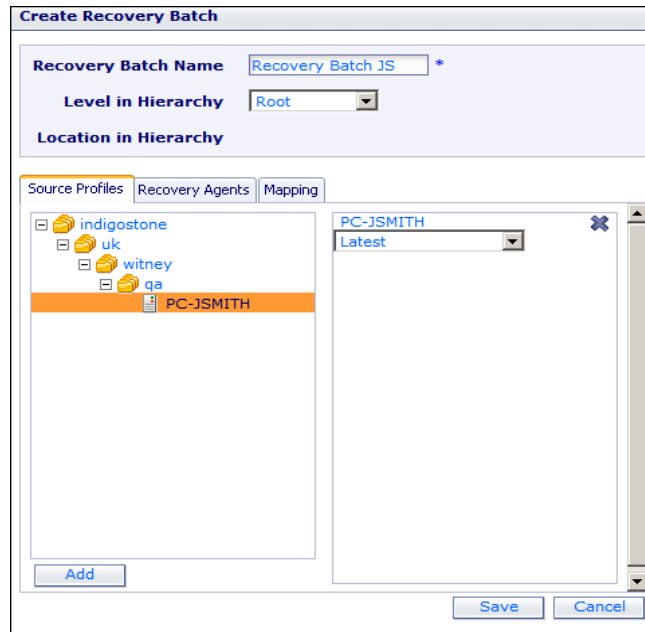 Create Recovery Batch
Recovery Batch Name Recovery Batch JS *
Level in Hierarchy Root
Location in Hierarchy
Source Profiles Recovery Agents Mapping
indigostone
uk
witney
qa
PC-JSMITH
PC-JSMITH
Latest
Add
Save Cancel